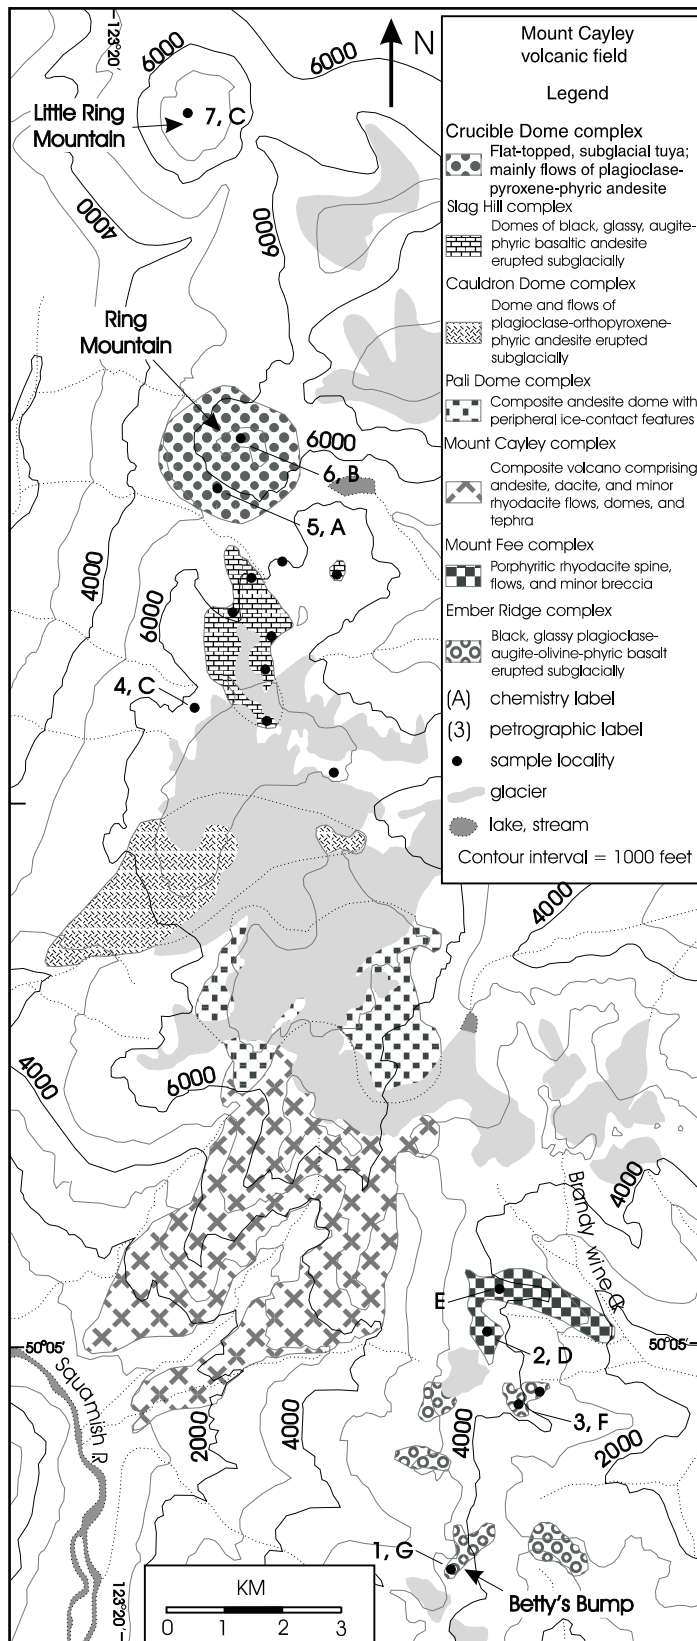 123°20'
6000
6000
N
Little Ring
Mountain
7, C
4000
6000
Ring
Mountain
6000
6, B
5, A
4000
6000
4, C
Mount Cayley
volcanic field
Legend
Crucible Dome complex
Flat-topped, subglacial tuya;
mainly flows of plagioclase-
pyroxene-phyric andesite
Slag Hill complex
Domes of black, glassy, augite-
phyric basaltic andesite
erupted subglacially
Cauldron Dome complex
Dome and flows of
plagioclase-orthopyroxene-
phyric andesite erupted
subglacially
Pali Dome complex
Composite andesite dome with
peripheral ice-contact features
Mount Cayley complex
Composite volcano comprising
andesite, dacite, and minor
rhyodacite flows, domes, and
tephra
Mount Fee complex
Porphyritic rhyodacite spine,
flows, and minor breccia
Ember Ridge complex
Black, glassy plagioclase-
augite-olivine-phyric basalt
erupted subglacially
(A) chemistry label
(3) petrographic label
sample locality
glacier
lake, stream
Contour interval = 1000 feet
4000
4000
6000
4000
Brandy wine Ck
E
50°05'
50°05'
2, D
Squamish R
3, F
2000
4000
4000
2000
1, G
Betty's Bump
123°20'
KM
0 1 2 3